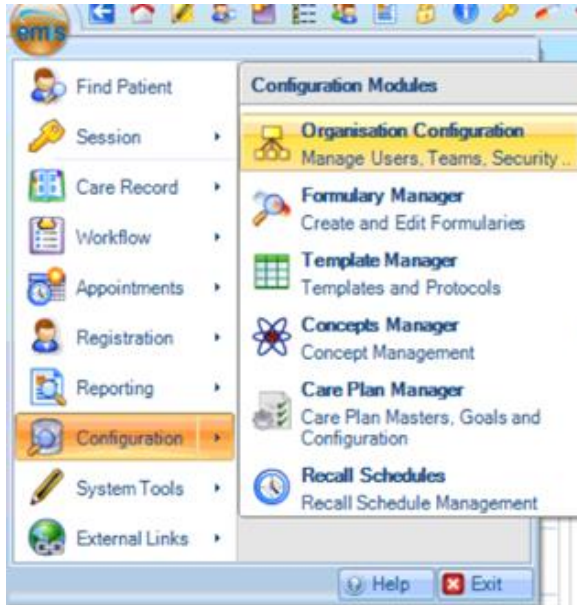 emis
Find Patient
Session
Care Record
Workflow
Appointments
Registration
Reporting
Configuration
System Tools
External Links
Configuration Modules
Organisation Configuration
Manage Users, Teams, Security ..
Formulary Manager
Create and Edit Formularies
Template Manager
Templates and Protocols
Concepts Manager
Concept Management
Care Plan Manager
Care Plan Masters, Goals and
Configuration
Recall Schedules
Recall Schedule Management
Help
Exit